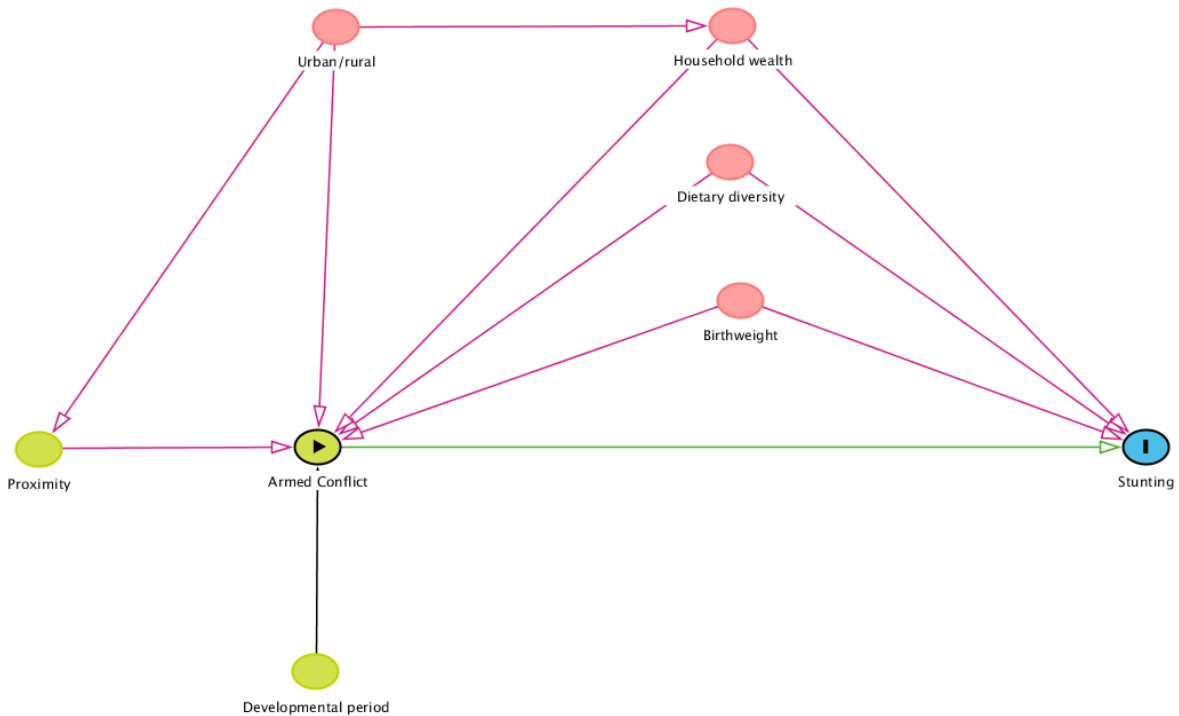 Urban/rural
Household wealth
Dietary diversity
Birthweight
Proximity
Armed Conflict
Stunting
Developmental period